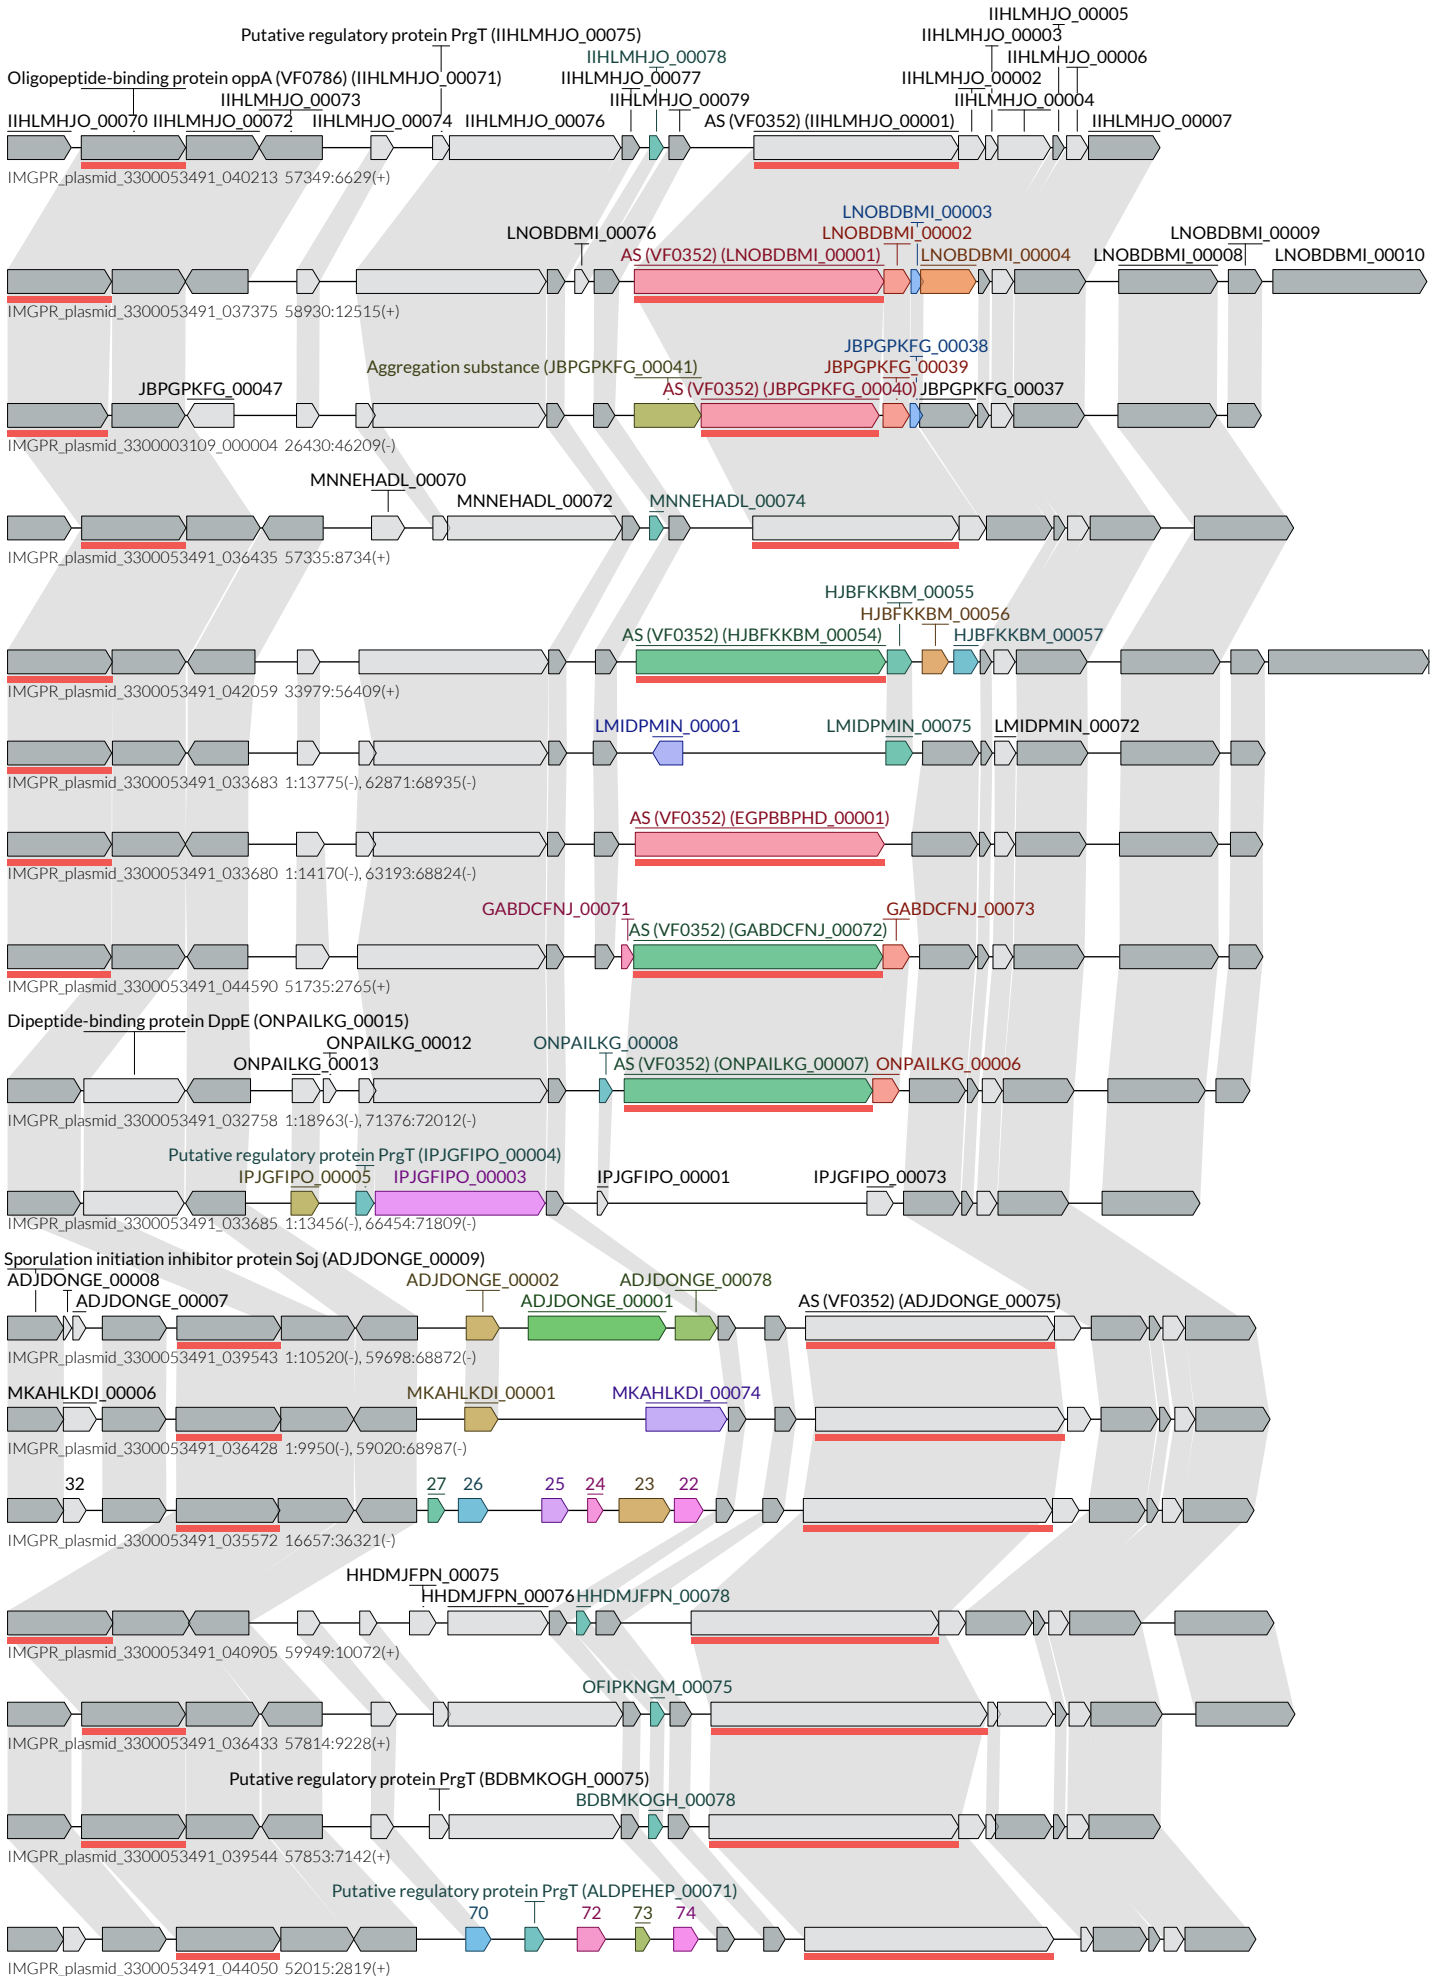 IIHLMHJO_00005
Putative regulatory protein PrgT (IIHLMHJO_00075)
IIHLMHJO_00003
IIHLMHJO_00078
IIHLMHJO_00006
Oligopeptide-binding protein oppA (VF0786) (IIHLMHJO_00071)
IIHLMHJO_00077
IIHLMHJO_00002
IIHLMHJO_00073
IIHLMHJO_00079
IIHLMHJO_00004
IIHLMHJO_00070 IIHLMHJO_00072 IIHLMHJO_00074 IIHLMHJO_00076 AS (VF0352) (IIHLMHJO_00001) IIHLMHJO_00007
IMGPR_plasmid_3300053491_040213 57349:6629(+)
LNOBDBMI_00003
LNOBDBMI_00076 LNOBDBMI_00002 LNOBDBMI_00009
AS (VF0352) (LNOBDBMI_00001) LNOBDBMI_00004 LNOBDBMI_00008 LNOBDBMI_00010
IMGPR_plasmid_3300053491_037375 58930:12515(+)
JBPGPKFG_00038
Aggregation substance (JBPGPKFG_00041) JBPGPKFG_00039
JBPGPKFG_00047 AS (VF0352) (JBPGPKFG_00040) JBPGPKFG_00037
IMGPR_plasmid_3300003109_000004 26430:46209(-)
MNNEHADL_00070
MNNEHADL_00072 MNNEHADL_00074
IMGPR_plasmid_3300053491_036435 57335:8734(+)
HJBFKKBM_00055
HJBFKKBM_00056
AS (VF0352) (HJBFKKBM_00054) HJBFKKBM_00057
IMGPR_plasmid_3300053491_042059 33979:56409(+)
LMIDPMIN_00001 LMIDPMIN_00075 LMIDPMIN_00072
IMGPR_plasmid_3300053491_033683 1:13775(-), 62871:68935(-)
AS (VF0352) (EGPBBPHD_00001)
IMGPR_plasmid_3300053491_033680 1:14170(-), 63193:68824(-)
GABDCFNJ_00071 GABDCFNJ_00073
AS (VF0352) (GABDCFNJ_00072)
IMGPR_plasmid_3300053491_044590 51735:2765(+)
Dipeptide-binding protein DppE (ONPAILKG_00015)
ONPAILKG_00012 ONPAILKG_00008
ONPAILKG_00013 AS (VF0352) (ONPAILKG_00007) ONPAILKG_00006
IMGPR_plasmid_3300053491_032758 1:18963(-), 71376:72012(-)
Putative regulatory protein PrgT (IPJGFIPO_00004)
IPJGFIPO_00005 IPJGFIPO_00003 IPJGFIPO_00001 IPJGFIPO_00073
IMGPR_plasmid_3300053491_033685 1:13456(-), 66454:71809(-)
Sporulation initiation inhibitor protein Soj (ADJDONGE_00009)
ADJDONGE_00008 ADJDONGE_00002 ADJDONGE_00078
ADJDONGE_00007 ADJDONGE_00001 AS (VF0352) (ADJDONGE_00075)
IMGPR_plasmid_3300053491_039543 1:10520(-), 59698:68872(-)
MKAHLKDI_00006 MKAHLKDI_00001 MKAHLKDI_00074
IMGPR_plasmid_3300053491_036428 1:9950(-), 59020:68987(-)
32 27 26 25 24 23 22
IMGPR_plasmid_3300053491_035572 16657:36321(-)
HHDMJFPN_00075
HHDMJFPN_00076 HHDMJFPN_00078
IMGPR_plasmid_3300053491_040905 59949:10072(+)
OFIPKNGM_00075
IMGPR_plasmid_3300053491_036433 57814:9228(+)
Putative regulatory protein PrgT (BDBMKOGH_00075)
BDBMKOGH_00078
IMGPR_plasmid_3300053491_039544 57853:7142(+)
Putative regulatory protein PrgT (ALDPEHEP_00071)
70 72 73 74
IMGPR_plasmid_3300053491_044050 52015:2819(+)